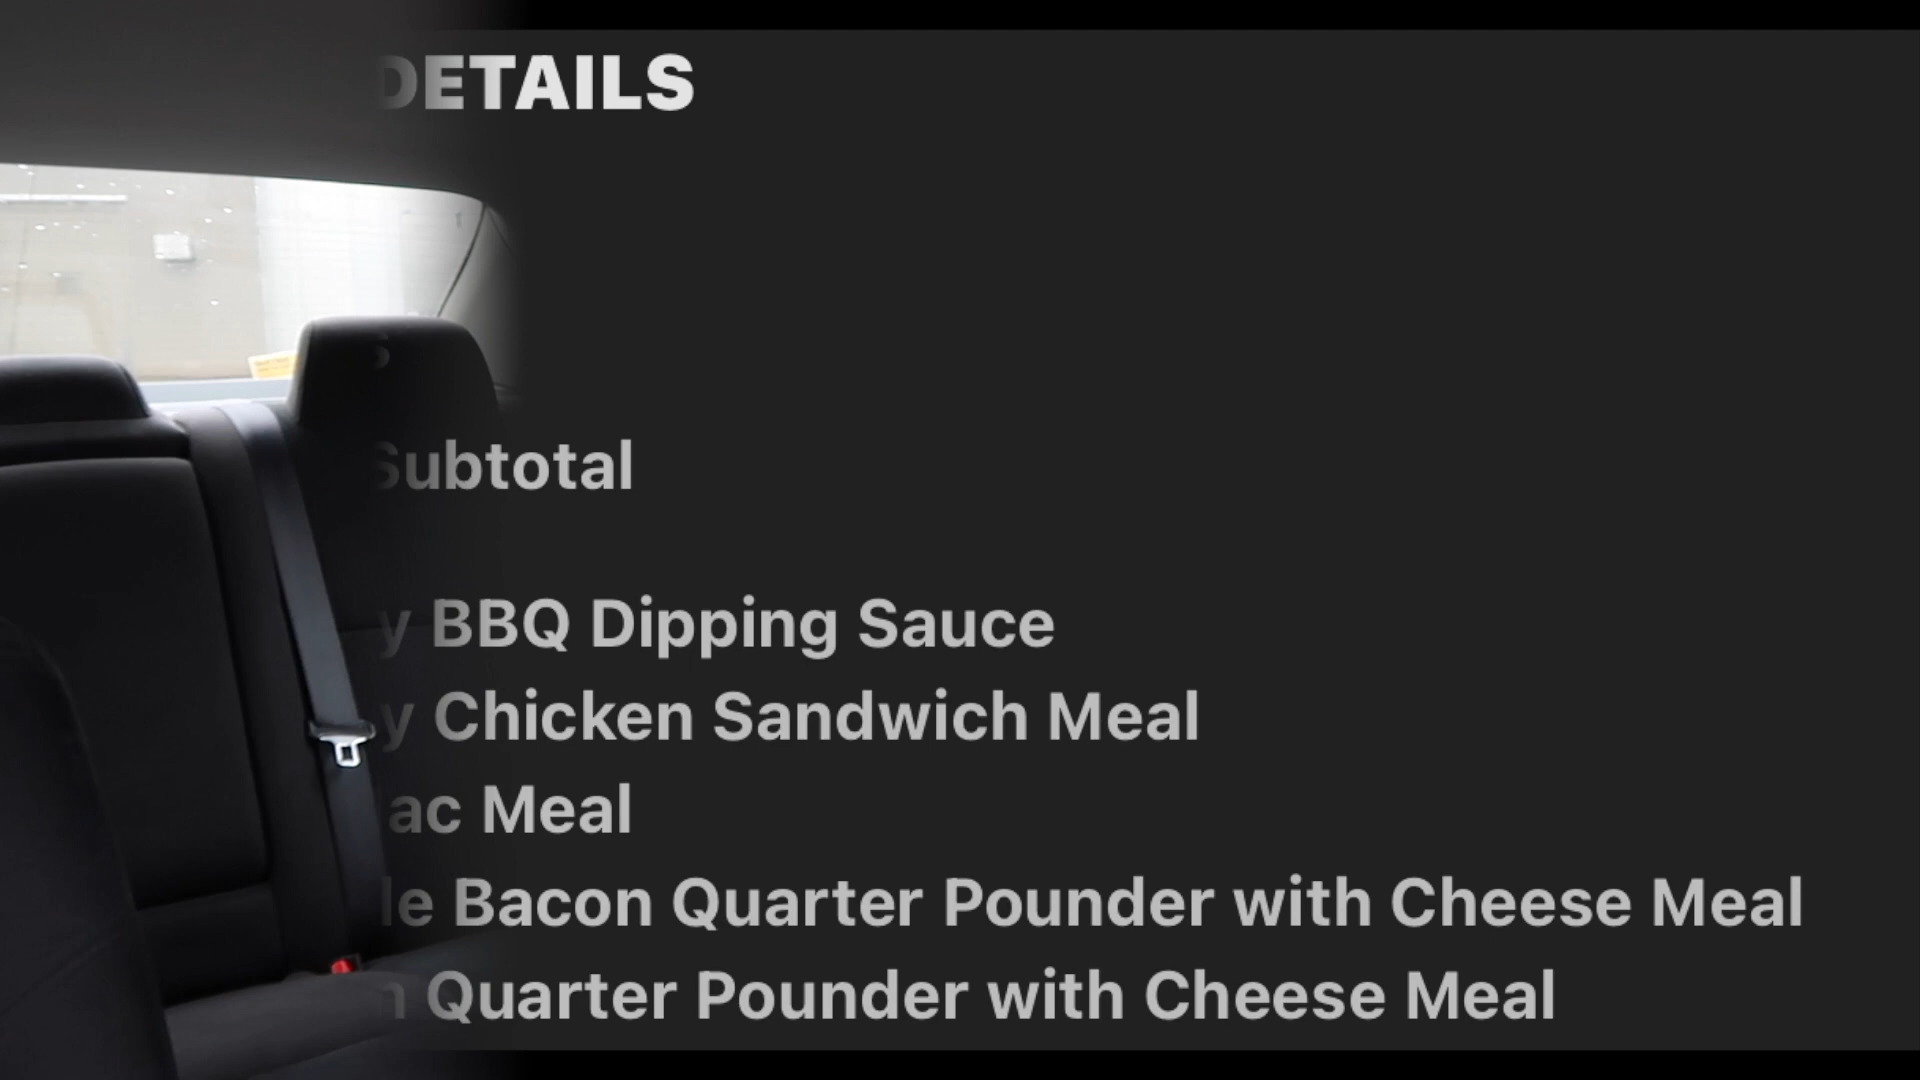 DETAILS
Subtotal
y BBQ Dipping Sauce
y Chicken Sandwich Meal
ac Meal
le Bacon Quarter Pounder with Cheese Meal
n Quarter Pounder with Cheese Meal